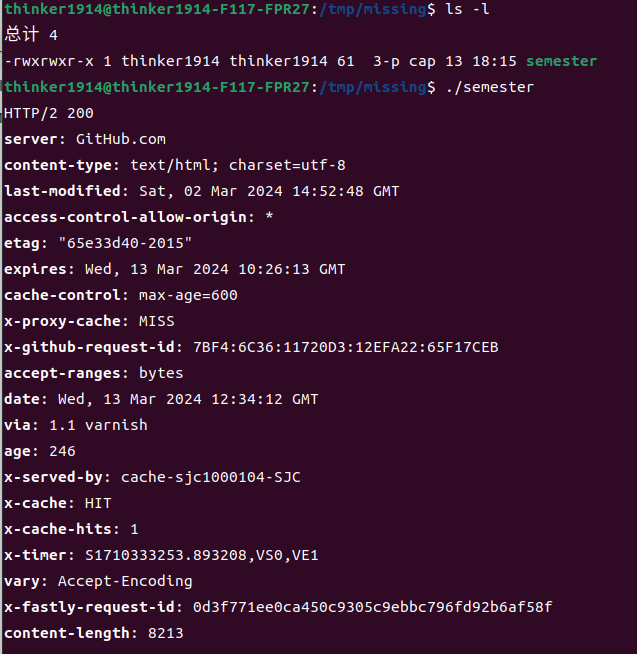 thinker1914@thinker1914-F117-FPR27:/tmp/missing$ ls -l
总计 4
-rwxrwxr-x 1 thinker1914 thinker1914 61  3-p cap 13 18:15 semester
thinker1914@thinker1914-F117-FPR27:/tmp/missing$ ./semester
HTTP/2 200
server: GitHub.com
content-type: text/html; charset=utf-8
last-modified: Sat, 02 Mar 2024 14:52:48 GMT
access-control-allow-origin: *
etag: "65e33d40-2015"
expires: Wed, 13 Mar 2024 10:26:13 GMT
cache-control: max-age=600
x-proxy-cache: MISS
x-github-request-id: 7BF4:6C36:11720D3:12EFA22:65F17CEB
accept-ranges: bytes
date: Wed, 13 Mar 2024 12:34:12 GMT
via: 1.1 varnish
age: 246
x-served-by: cache-sjc1000104-SJC
x-cache: HIT
x-cache-hits: 1
x-timer: S1710333253.893208,VS0,VE1
vary: Accept-Encoding
x-fastly-request-id: 0d3f771ee0ca450c9305c9ebbc796fd92b6af58f
content-length: 8213